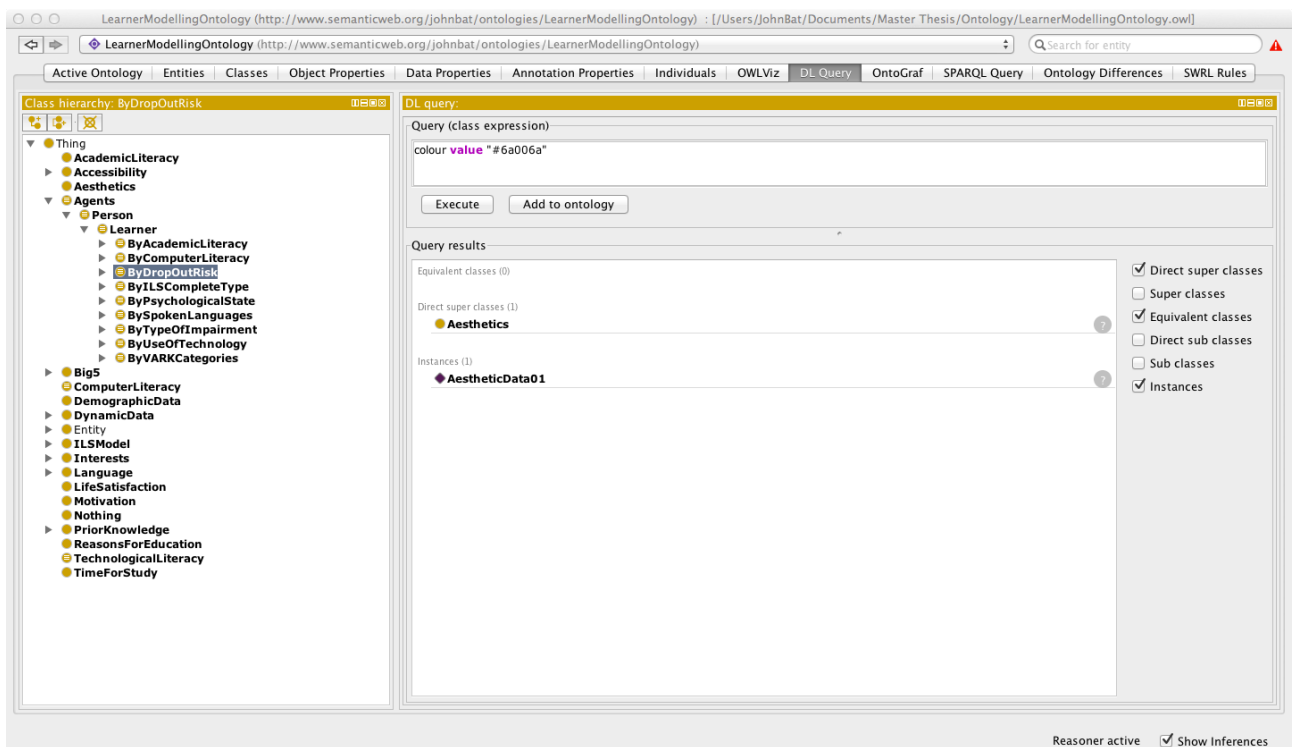 LearnerModellingOntology (http://www.semanticweb.org/johnbat/ontologies/LearnerModellingOntology) : [/Users/JohnBat/Documents/Master Thesis/Ontology/LearnerModellingOntology.owl]
LearnerModellingOntology (http://www.semanticweb.org/johnbat/ontologies/LearnerModellingOntology)
Search for entity
Active Ontology Entities Classes Object Properties Data Properties Annotation Properties Individuals OWLViz DL Query OntoGraf SPARQL Query Ontology Differences SWRL Rules
Class hierarchy: ByDropOutRisk
Thing
AcademicLiteracy
Accessibility
Aesthetics
Agents
Person
Learner
ByAcademicLiteracy
ByComputerLiteracy
ByDropOutRisk
ByILSCompleteType
ByPsychologicalState
BySpokenLanguages
ByTypeOfImpairment
ByUseOfTechnology
ByVARKCategories
Big5
ComputerLiteracy
DemographicData
DynamicData
Entity
ILSModel
Interests
Language
LifeSatisfaction
Motivation
Nothing
PriorKnowledge
ReasonsForEducation
TechnologicalLiteracy
TimeForStudy
DL query:
Query (class expression)
colour value "#6a006a"
Execute Add to ontology
Query results
Equivalent classes (0)
Direct super classes (1)
Aesthetics ?
Instances (1)
AestheticData01 ?
Direct super classes
Super classes
Equivalent classes
Direct sub classes
Sub classes
Instances
Reasoner active Show Inferences